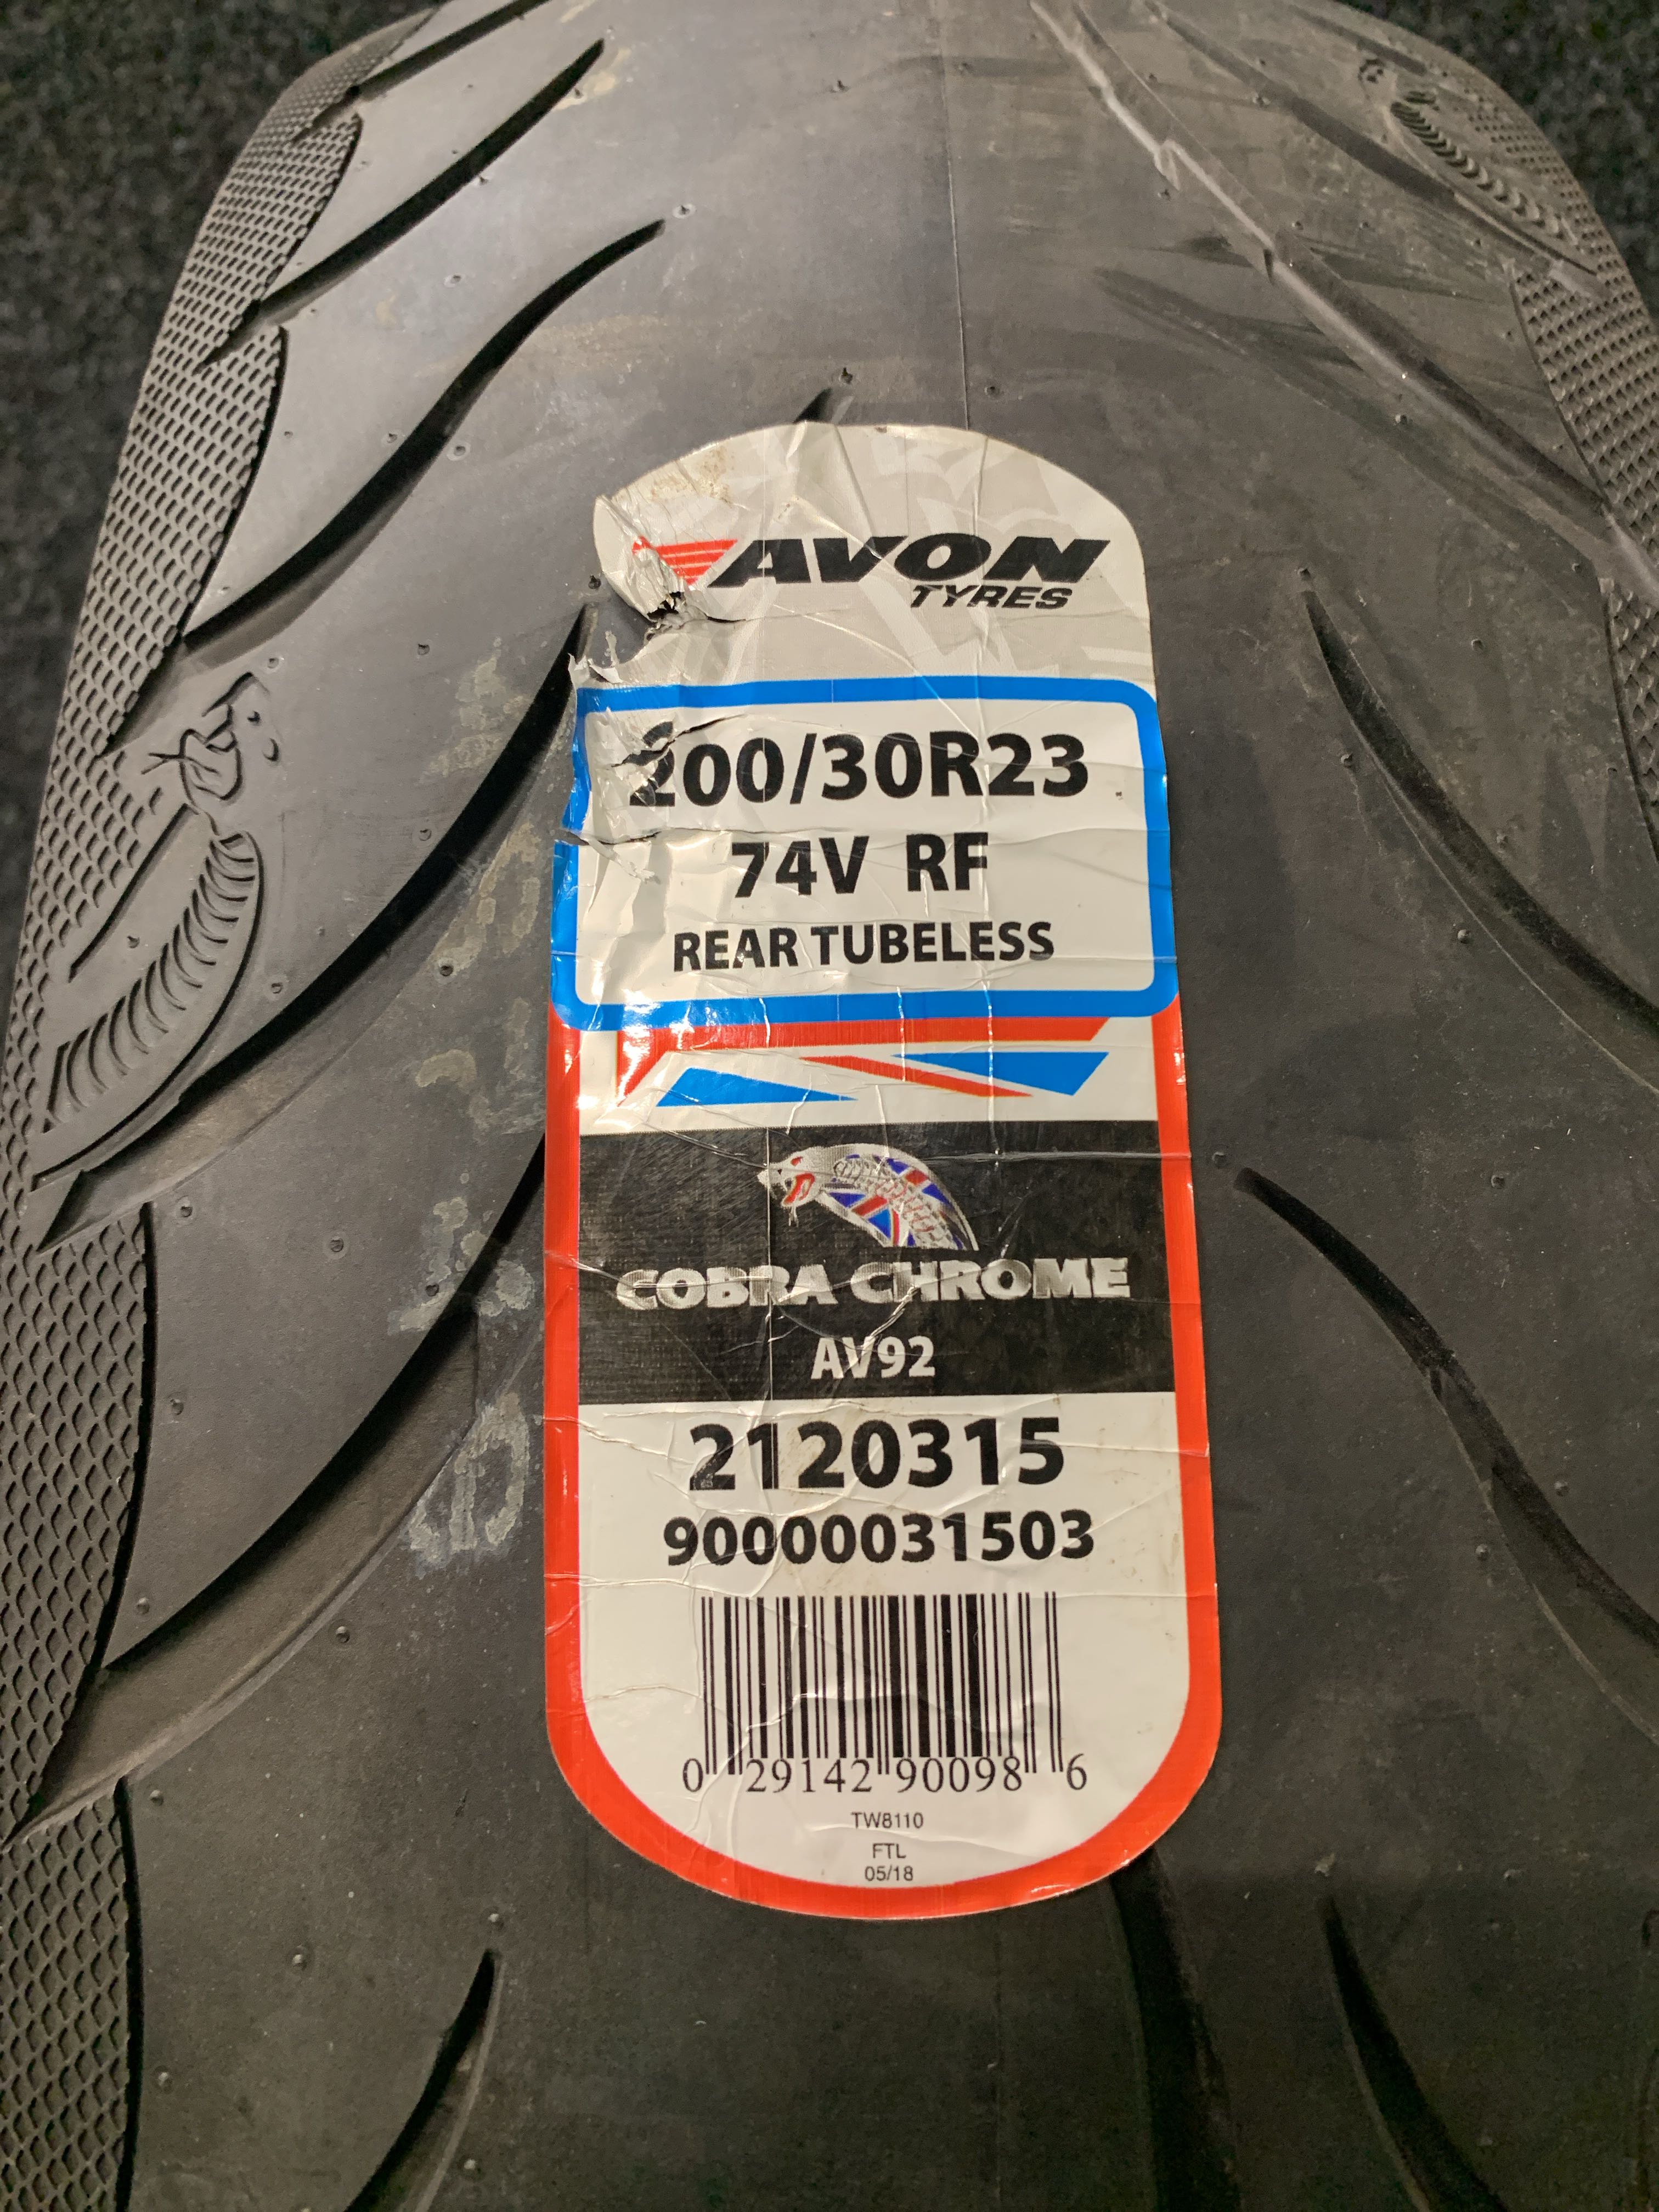 AVON
TYRES
200/30R23
74V RF
REAR TUBELESS
COBRA CHROME
AV92
2120315
90000031503
0 29142 90098 6
TW8110
FTL
05/18